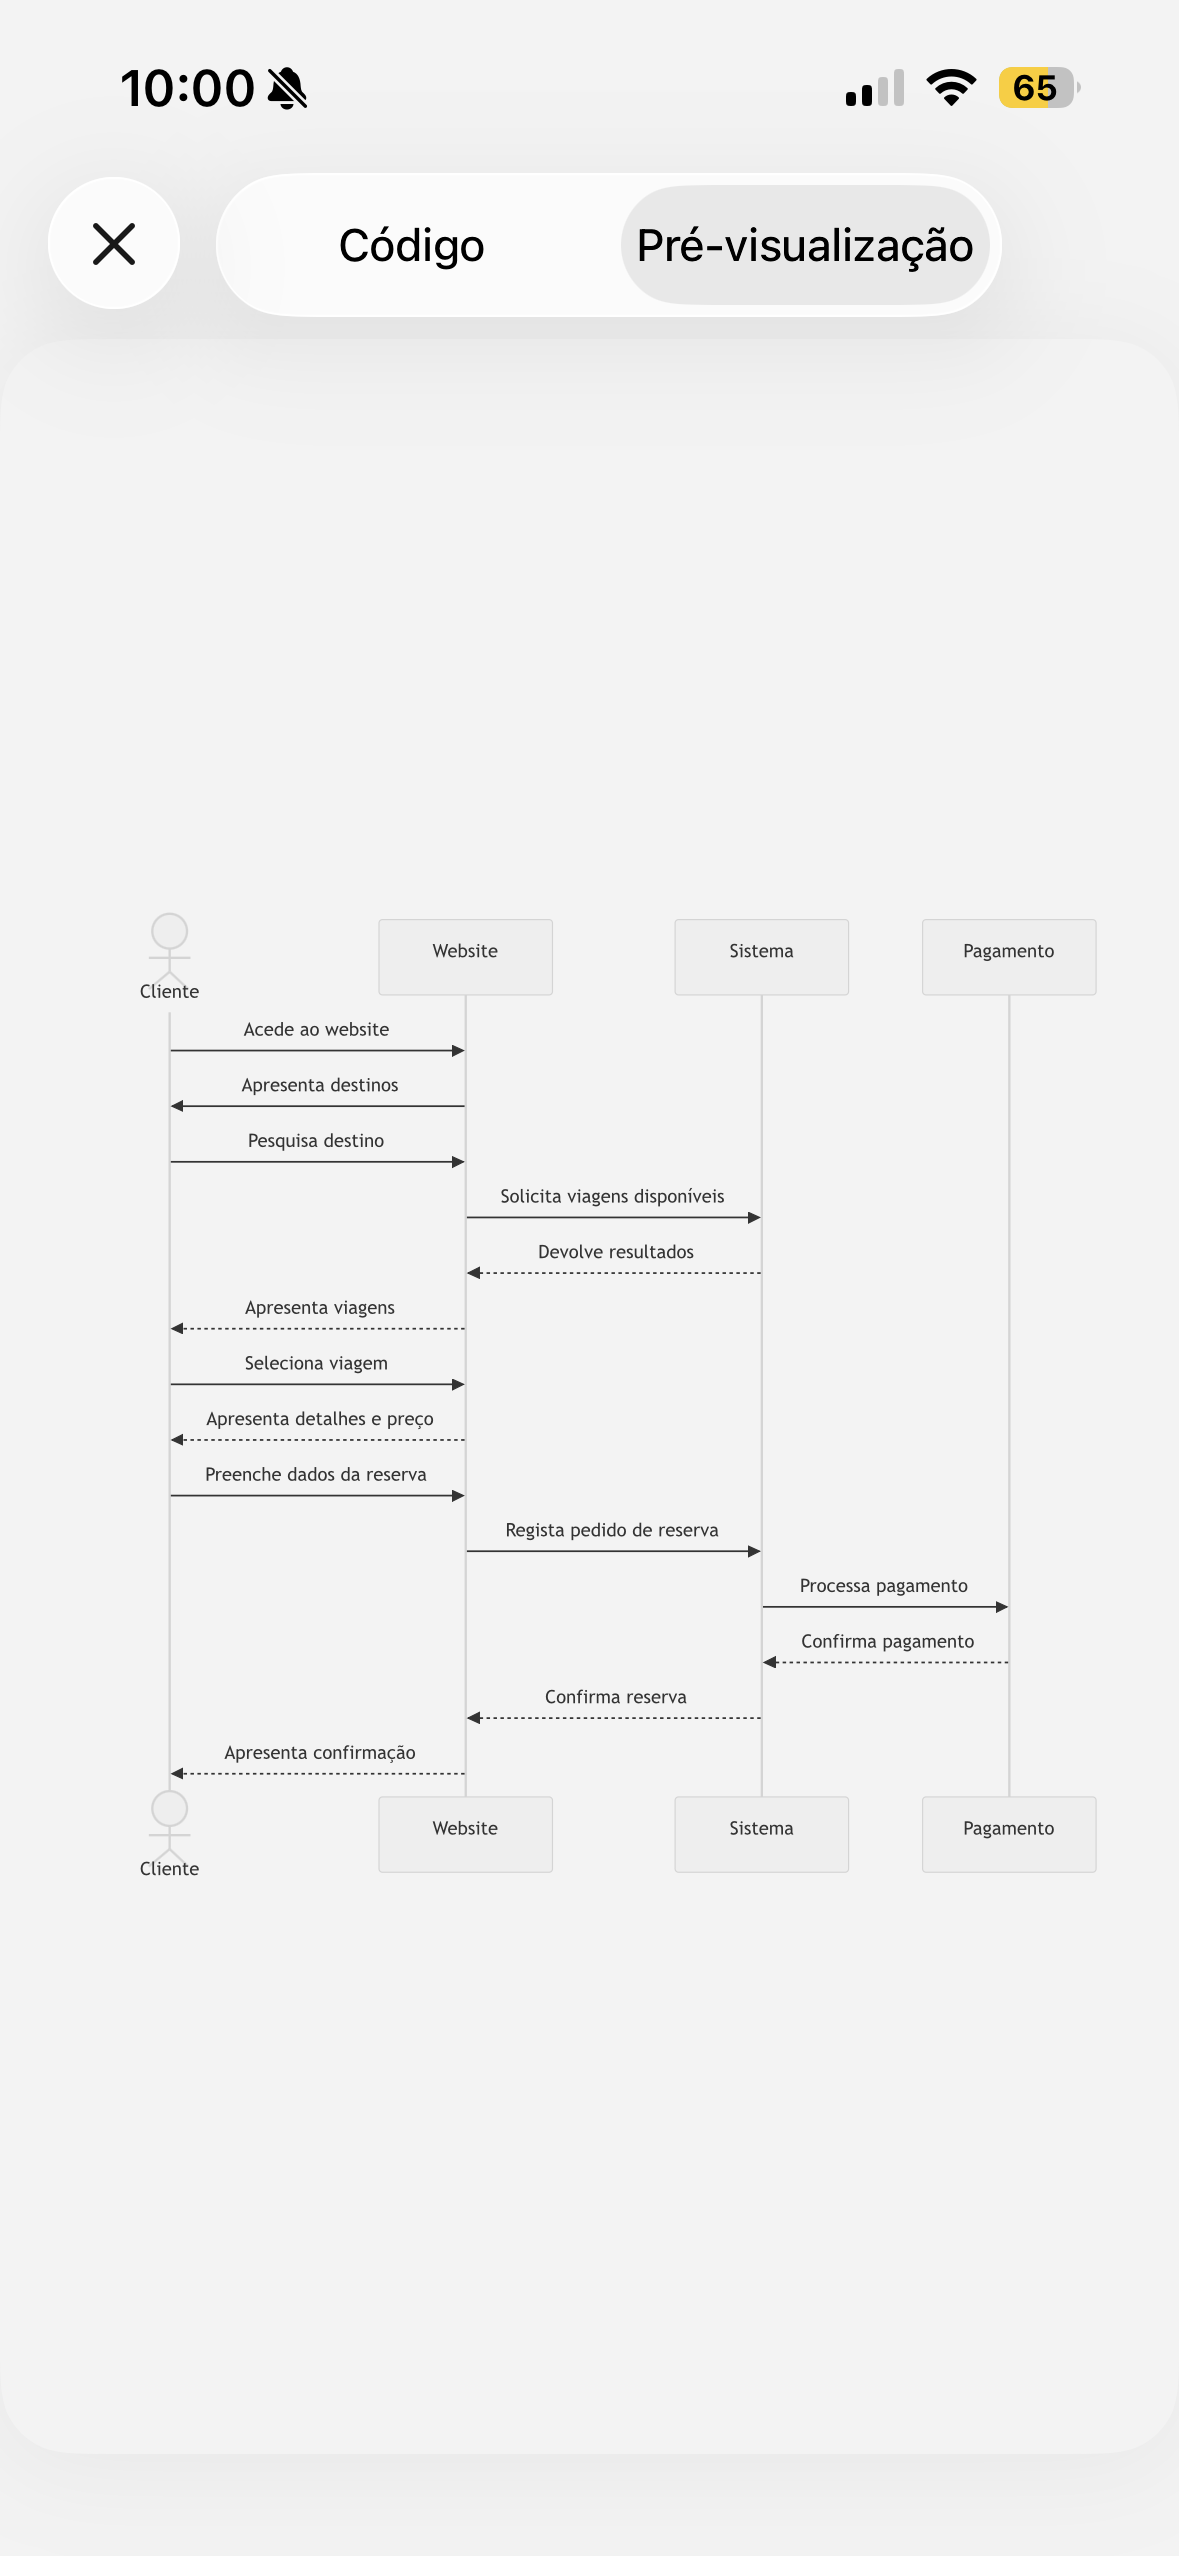 10:00
65
Código
Pré-visualização
Cliente
Website
Sistema
Pagamento
Acede ao website
Apresenta destinos
Pesquisa destino
Solicita viagens disponíveis
Devolve resultados
Apresenta viagens
Seleciona viagem
Apresenta detalhes e preço
Preenche dados da reserva
Regista pedido de reserva
Processa pagamento
Confirma pagamento
Confirma reserva
Apresenta confirmação
Cliente
Website
Sistema
Pagamento